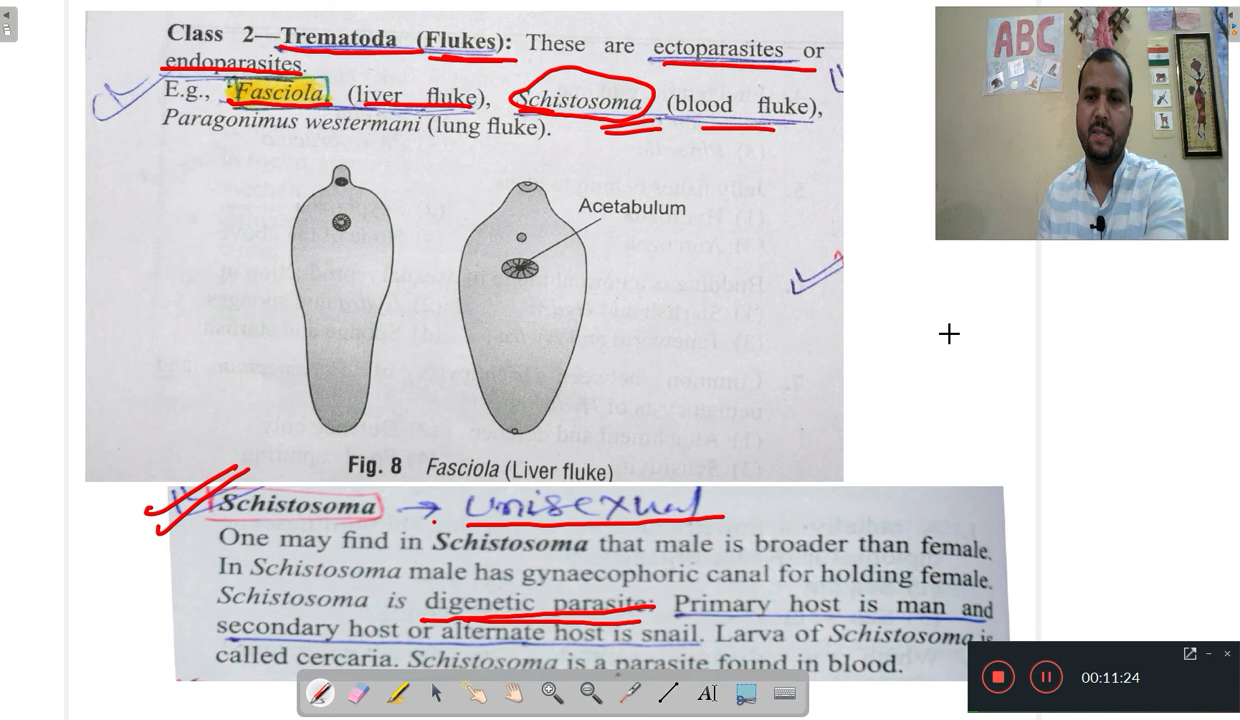 Class 2—Trematoda (Flukes): These are ectoparasites or
endoparasites.
E.g., Fasciola (liver fluke), Schistosoma (blood fluke),
Paragonimus westermani (lung fluke).
Acetabulum
Fig. 8 Fasciola (Liver fluke)
Schistosoma → Unisexual
One may find in Schistosoma that male is broader than female.
In Schistosoma male has gynaecophoric canal for holding female.
Schistosoma is digenetic parasite: Primary host is man and
secondary host or alternate host is snail. Larva of Schistosoma is
called cercaria. Schistosoma is a parasite found in blood.
ABC
AI
00:11:24